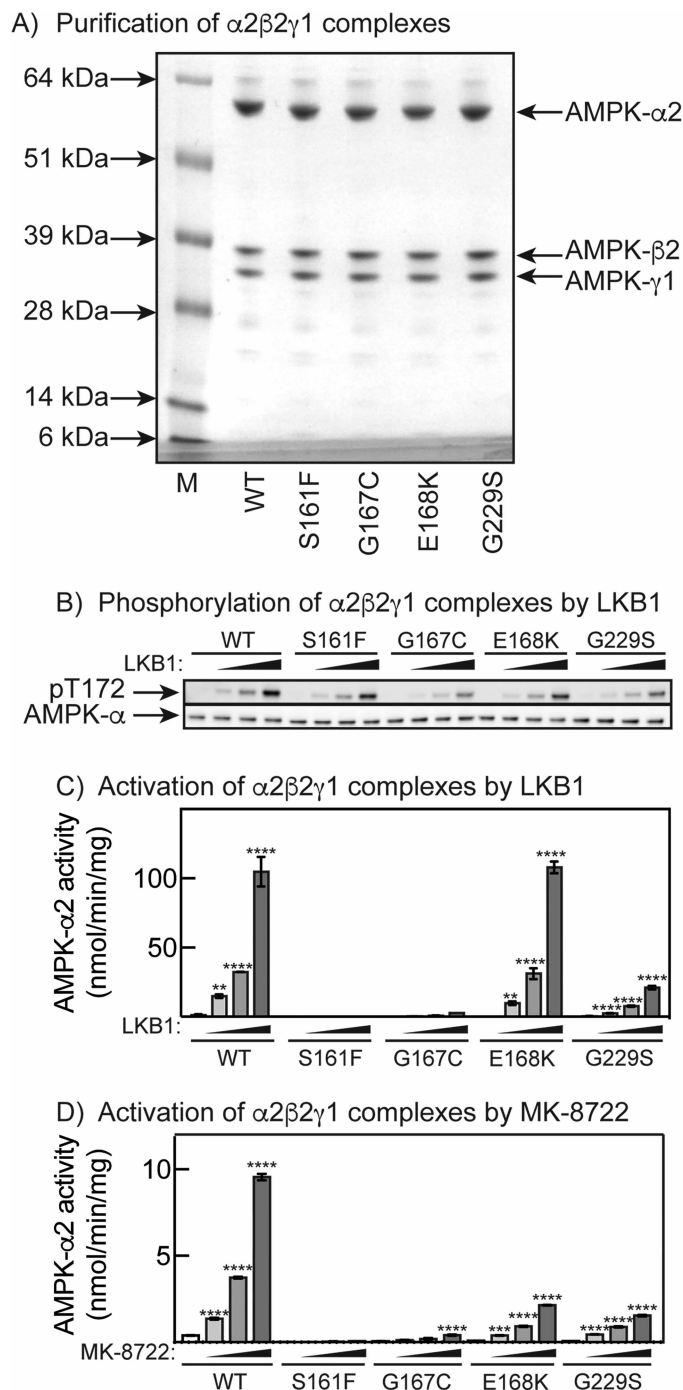 A) Purification of α2β2γ1 complexes
64 kDa
51 kDa
39 kDa
28 kDa
14 kDa
6 kDa
AMPK-α2
AMPK-β2
AMPK-γ1
M
WT
S161F
G167C
E168K
G229S
B) Phosphorylation of α2β2γ1 complexes by LKB1
WT S161F G167C E168K G229S
LKB1:
pT172
AMPK-α
C) Activation of α2β2γ1 complexes by LKB1
AMPK-α2 activity
(nmol/min/mg)
100
50
** **** ****
** **** ****
**** **** ****
LKB1:
WT S161F G167C E168K G229S
D) Activation of α2β2γ1 complexes by MK-8722
AMPK-α2 activity
(nmol/min/mg)
10
5
**** **** ****
****
*** **** ****
**** **** ****
MK-8722:
WT S161F G167C E168K G229S